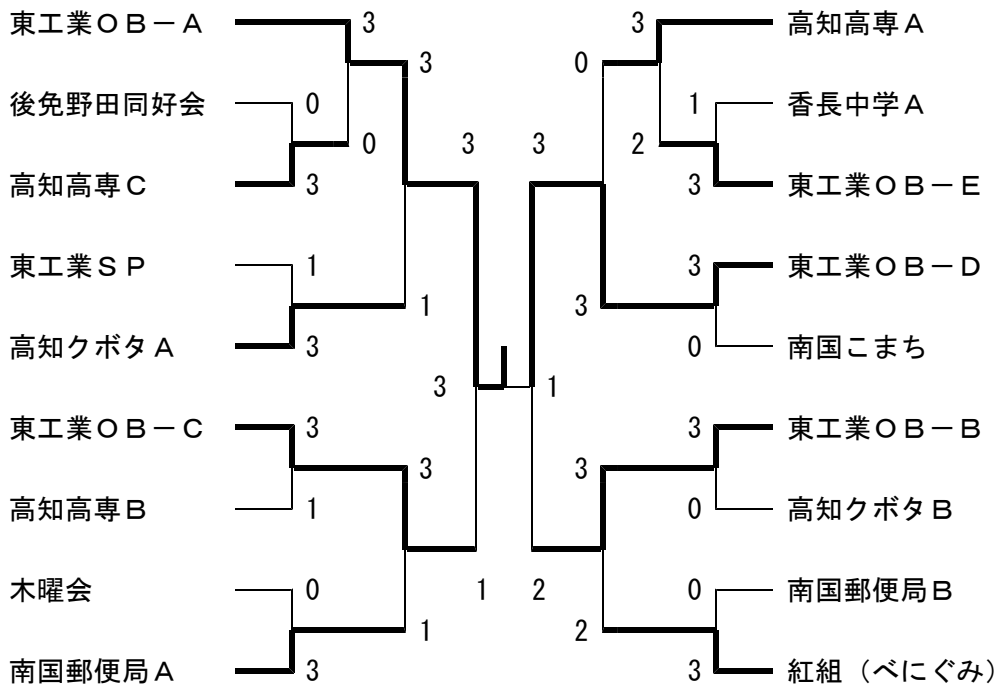 東工業ＯＢ－Ａ 3 3 高知高専Ａ
3 0
後免野田同好会 0 1 香長中学Ａ
0 3 3 2
高知高専Ｃ 3 3 東工業ＯＢ－Ｅ
東工業ＳＰ 1 3 東工業ＯＢ－Ｄ
1 3
高知クボタＡ 3 0 南国こまち
3 1
東工業ＯＢ－Ｃ 3 3 東工業ＯＢ－Ｂ
3 3
高知高専Ｂ 1 0 高知クボタＢ
木曜会 0 1 2 0 南国郵便局Ｂ
1 2
南国郵便局Ａ 3 3 紅組（べにぐみ）